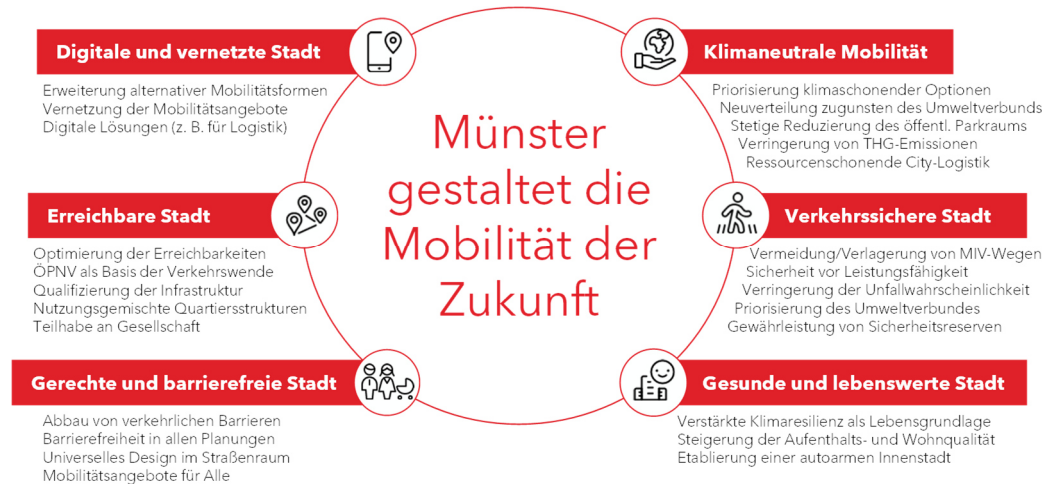 Digitale und vernetzte Stadt
Erweiterung alternativer Mobilitätsformen
Vernetzung der Mobilitätsangebote
Digitale Lösungen (z. B. für Logistik)
Erreichbare Stadt
Optimierung der Erreichbarkeiten
ÖPNV als Basis der Verkehrswende
Qualifizierung der Infrastruktur
Nutzungsgemischte Quartiersstrukturen
Teilhabe an Gesellschaft
Gerechte und barrierefreie Stadt
Abbau von verkehrlichen Barrieren
Barrierefreiheit in allen Planungen
Universelles Design im Straßenraum
Mobilitätsangebote für Alle
Münster
gestaltet die
Mobilität der
Zukunft
Klimaneutrale Mobilität
Priorisierung klimaschonender Optionen
Neuverteilung zugunsten des Umweltverbunds
Stetige Reduzierung des öffentl. Parkraums
Verringerung von THG-Emissionen
Ressourcenschonende City-Logistik
Verkehrssichere Stadt
Vermeidung/Verlagerung von MIV-Wegen
Sicherheit vor Leistungsfähigkeit
Verringerung der Unfallwahrscheinlichkeit
Priorisierung des Umweltverbundes
Gewährleistung von Sicherheitsreserven
Gesunde und lebenswerte Stadt
Verstärkte Klimaresilienz als Lebensgrundlage
Steigerung der Aufenthalts- und Wohnqualität
Etablierung einer autoarmen Innenstadt